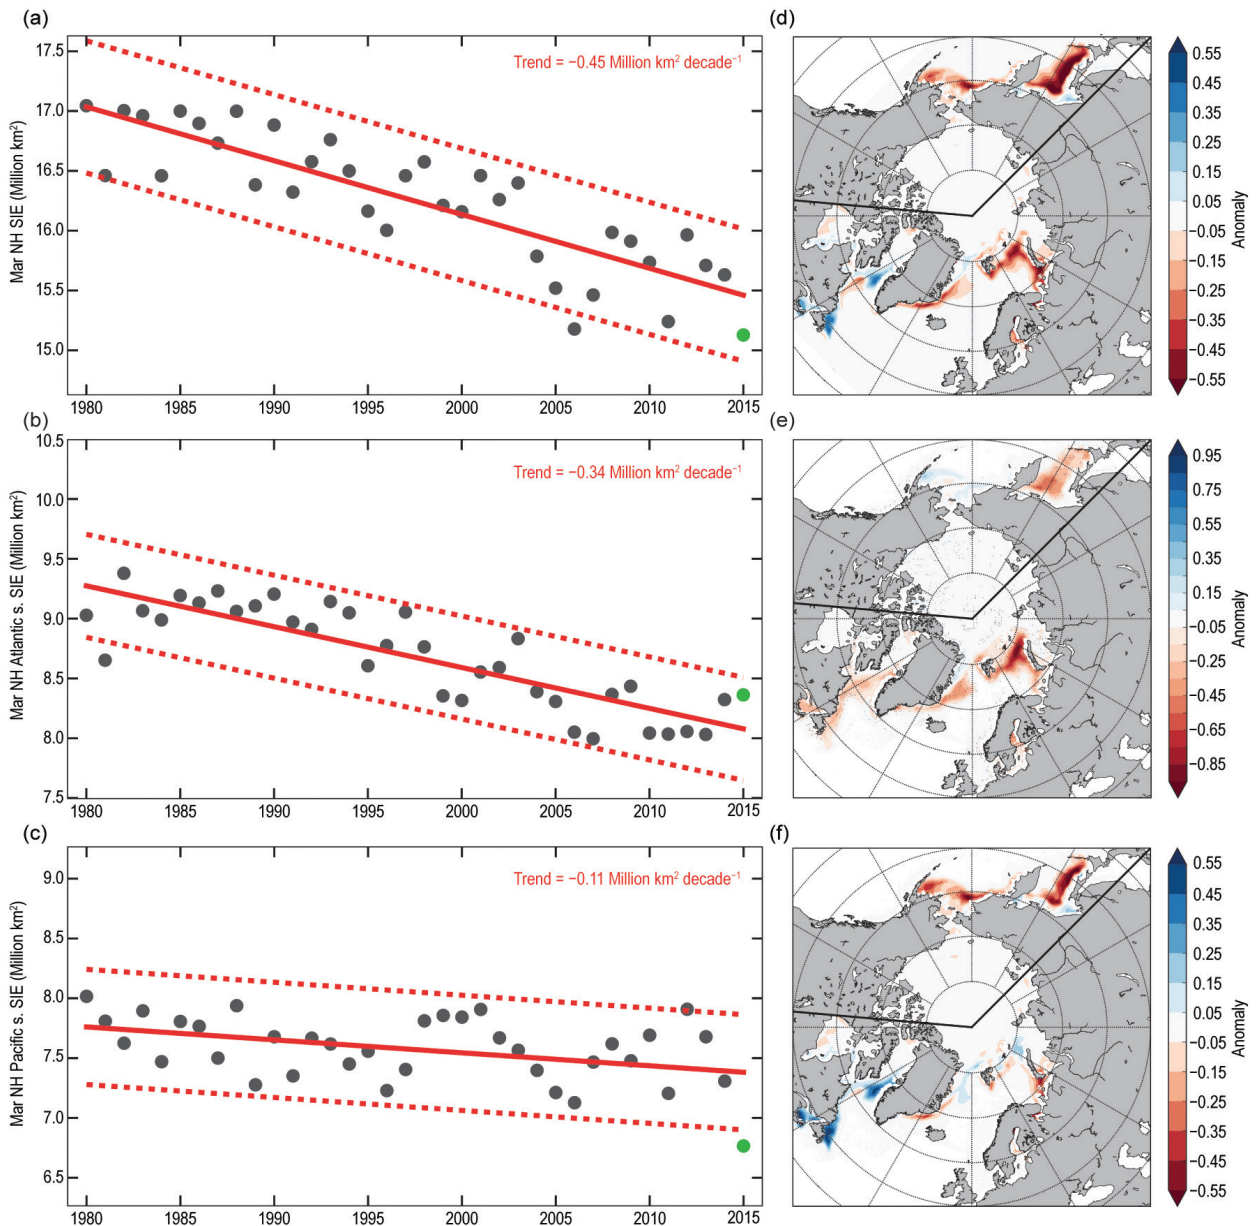 (a)
Mar NH SIE (Million km²)
17.5
17.0
16.5
16.0
15.5
15.0
Trend = −0.45 Million km² decade⁻¹
1980 1985 1990 1995 2000 2005 2010 2015
(d)
0.55
0.45
0.35
0.25
0.15
0.05
−0.05
−0.15
−0.25
−0.35
−0.45
−0.55
Anomaly
(b)
Mar NH Atlantic s. SIE (Million km²)
10.5
10.0
9.5
9.0
8.5
8.0
7.5
Trend = −0.34 Million km² decade⁻¹
1980 1985 1990 1995 2000 2005 2010 2015
(e)
0.95
0.75
0.55
0.35
0.15
−0.05
−0.25
−0.45
−0.65
−0.85
Anomaly
(c)
Mar NH Pacific s. SIE (Million km²)
9.0
8.5
8.0
7.5
7.0
6.5
Trend = −0.11 Million km² decade⁻¹
1980 1985 1990 1995 2000 2005 2010 2015
(f)
0.55
0.45
0.35
0.25
0.15
0.05
−0.05
−0.15
−0.25
−0.35
−0.45
−0.55
Anomaly